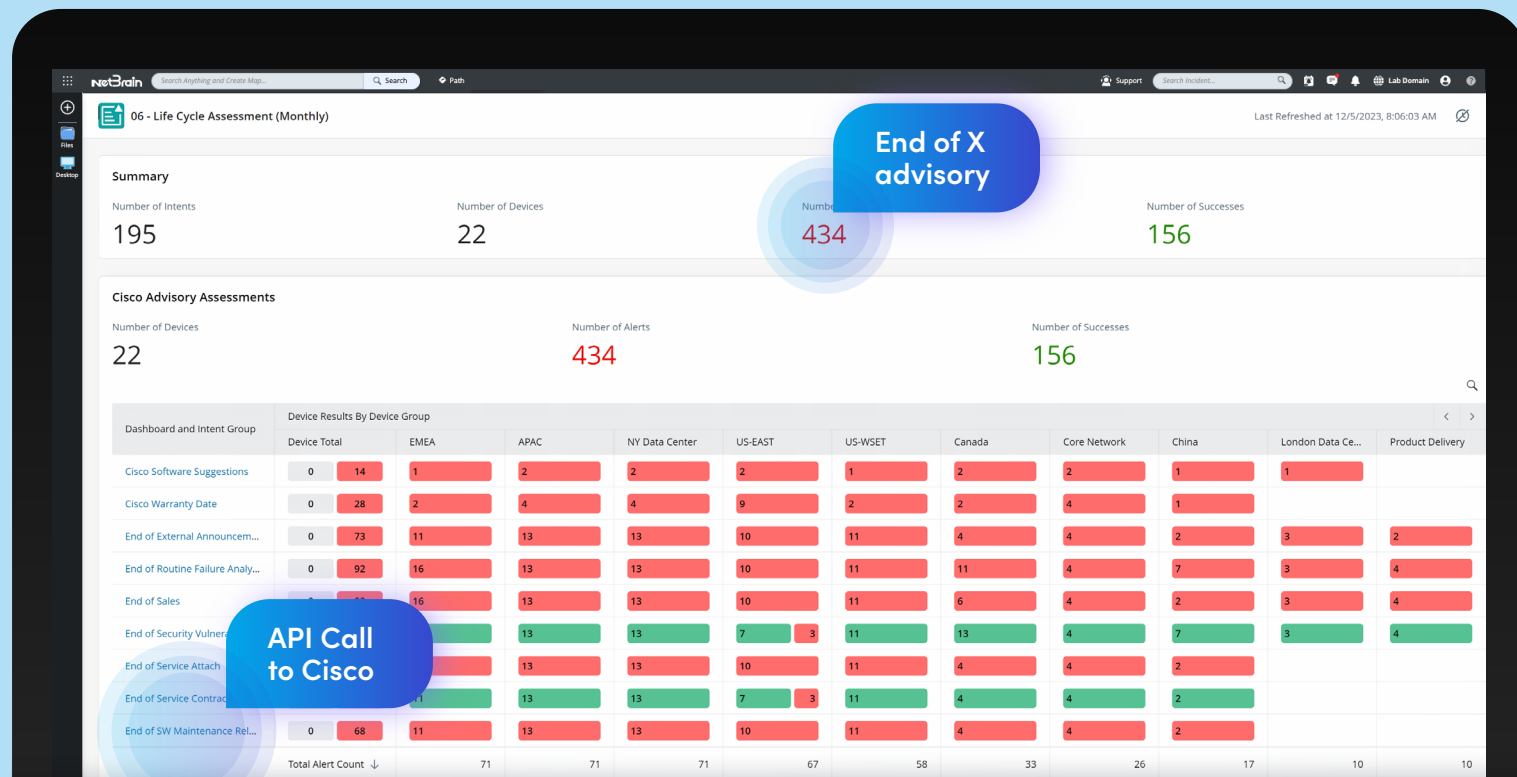 NetBrain Search Anything and Create Map... Search Path Support Search Incident... Lab Domain
06 - Life Cycle Assessment (Monthly) Last Refreshed at 12/5/2023, 8:06:03 AM
Files
Desktop
End of X
advisory
Summary
Number of Intents Number of Devices Number of Successes
195 22 434 156
Cisco Advisory Assessments
Number of Devices Number of Alerts Number of Successes
22 434 156
Dashboard and Intent Group Device Results By Device Group
Device Total EMEA APAC NY Data Center US-EAST US-WSET Canada Core Network China London Data Ce... Product Delivery
Cisco Software Suggestions 0 14 1 2 2 2 1 2 2 1 1
Cisco Warranty Date 0 28 2 4 4 9 2 2 4 1
End of External Announcem... 0 73 11 13 13 10 11 4 4 2 3 2
End of Routine Failure Analy... 0 92 16 13 13 10 11 11 4 7 3 4
End of Sales 16 13 13 10 11 6 4 2 3 4
End of Security 13 13 7 3 11 13 4 7 3 4
API Call
to Cisco
End of Service Attach 13 13 10 11 4 4 2
End of Service 13 13 7 3 11 4 4 2
End of SW Maintenance Rel... 0 68 11 13 13 10 11 4 4 2
Total Alert Count ↓ 71 71 71 67 58 33 26 17 10 10